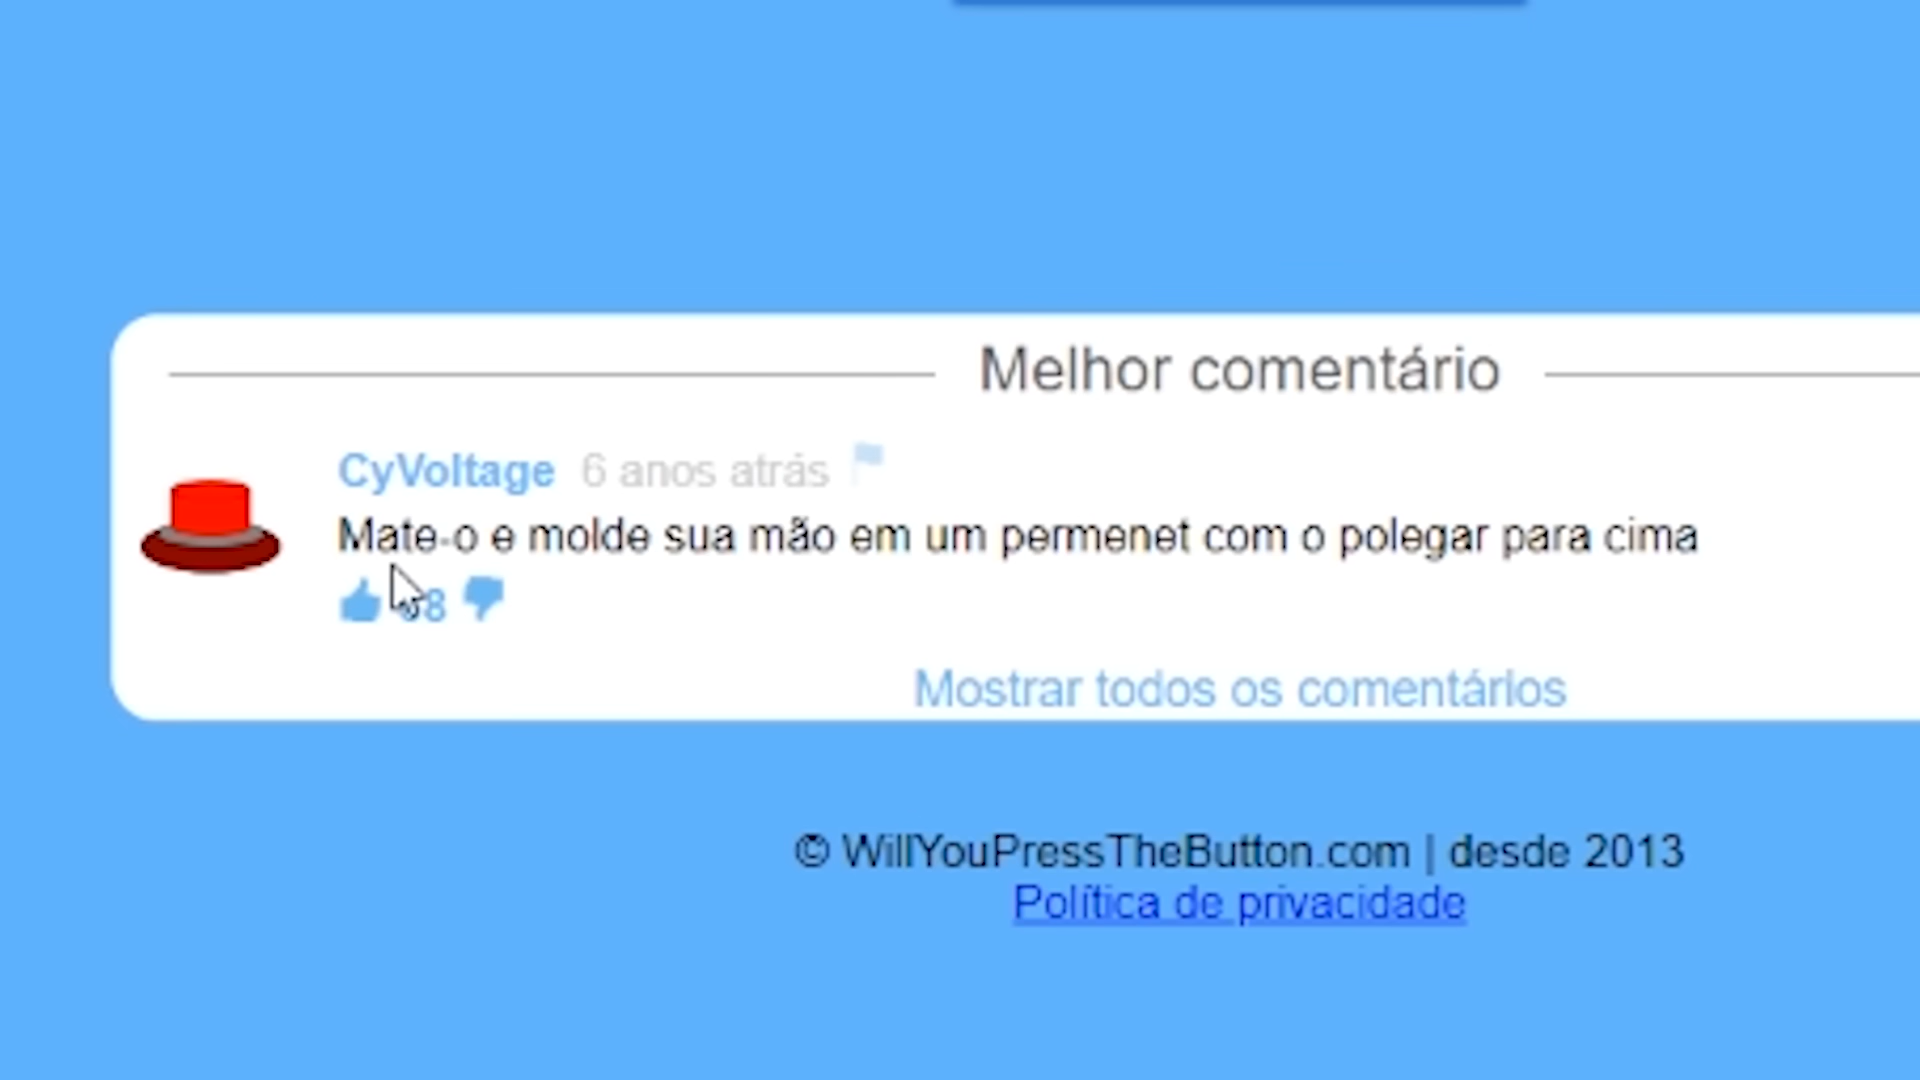 Melhor comentário
CyVoltage 6 anos atrás
Mate-o e molde sua mão em um permenet com o polegar para cima
Mostrar todos os comentários
© WillYouPressTheButton.com | desde 2013
Política de privacidade